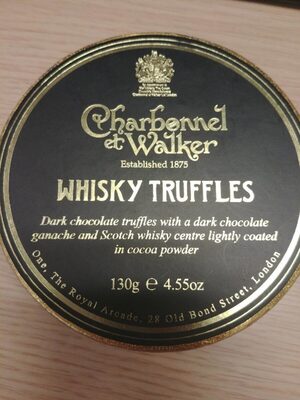 Charbonnel
et Walker
Established 1875
WHISKY TRUFFLES
Dark chocolate truffles with a dark chocolate
ganache and Scotch whisky centre lightly coated
in cocoa powder
130g ℮ 4.55oz
One, The Royal Arcade, 28 Old Bond Street, London